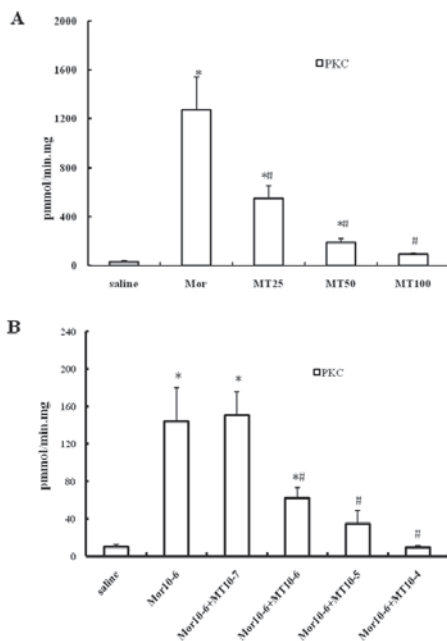 A
pmmol/min.mg
2000
1600
1200
800
400
0
PKC
*
*#
*#
#
saline Mor MT25 MT50 MT100
B
pmmol/min.mg
240
200
160
120
80
40
0
PKC
*
*
*#
#
#
saline
Mor10-6
Mor10-6+MT10-7
Mor10-6+MT10-6
Mor10-6+MT10-5
Mor10-6+MT10-4